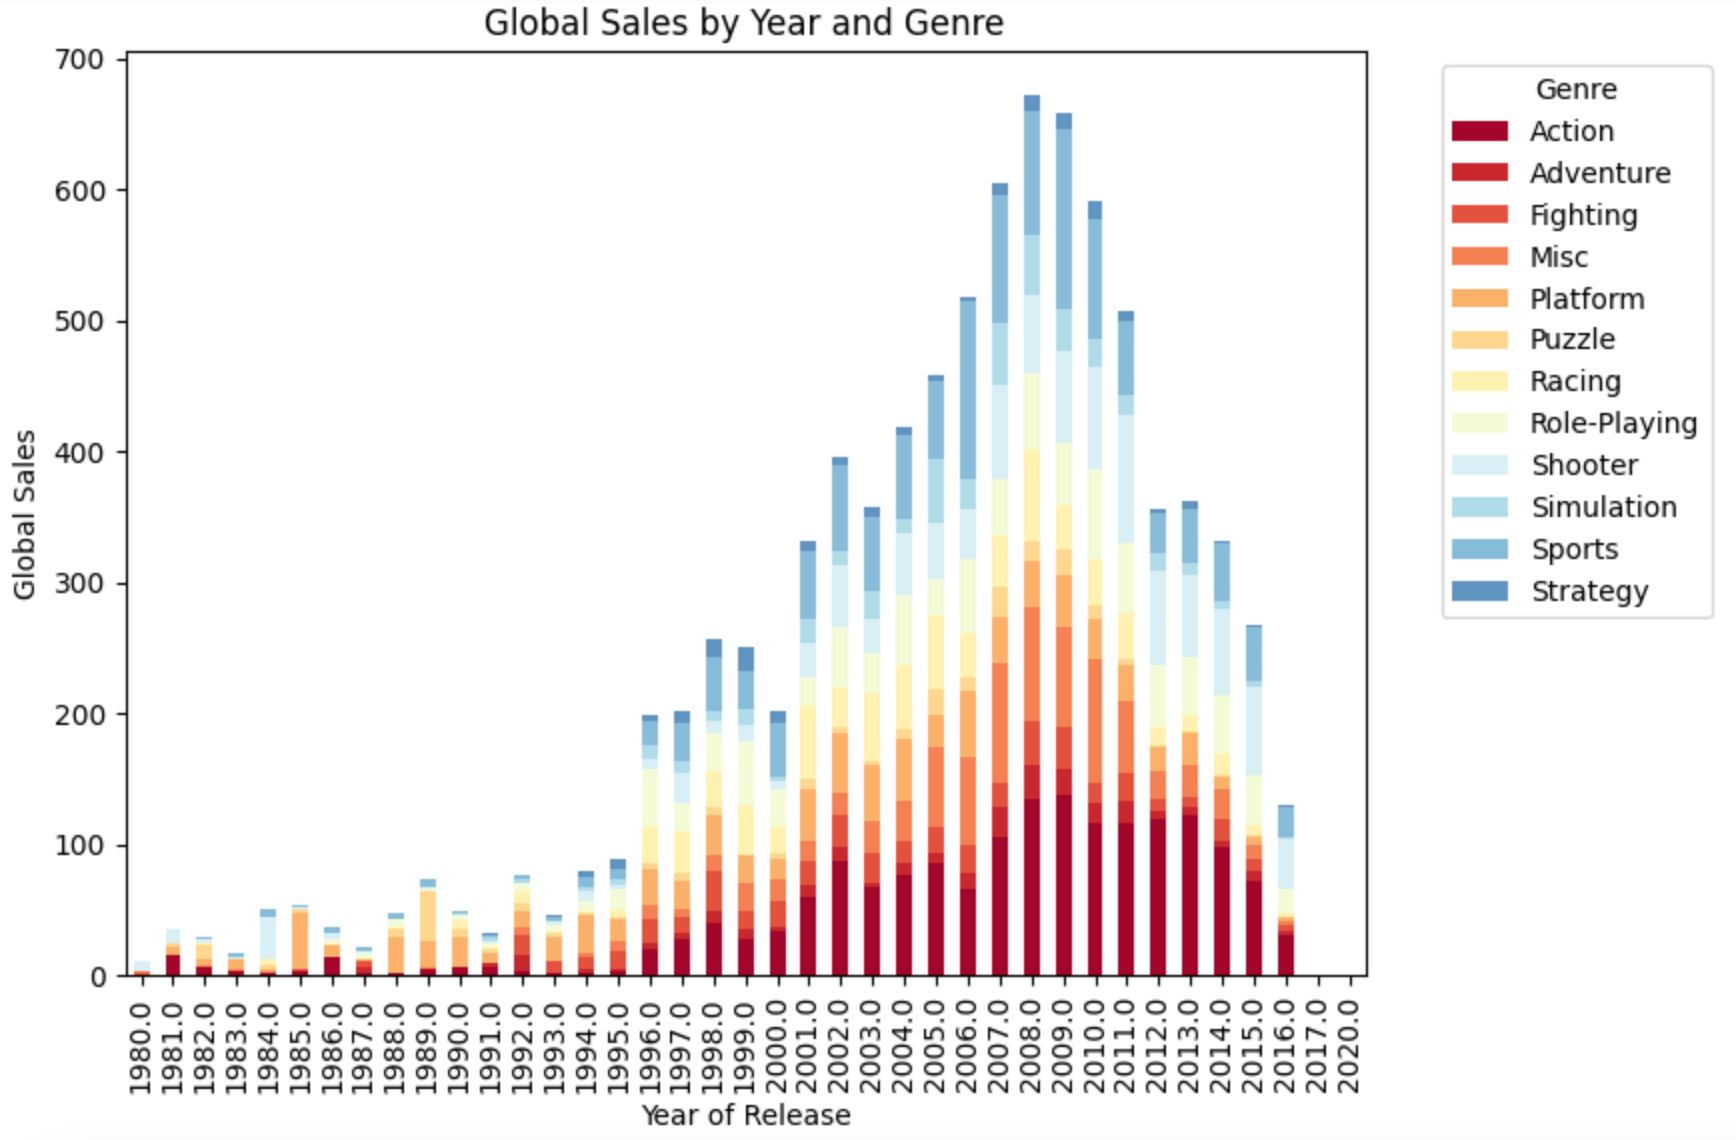 Global Sales by Year and Genre
700
600
500
400
300
200
100
0
Global Sales
1980.0
1981.0
1982.0
1983.0
1984.0
1985.0
1986.0
1987.0
1988.0
1989.0
1990.0
1991.0
1992.0
1993.0
1994.0
1995.0
1996.0
1997.0
1998.0
1999.0
2000.0
2001.0
2002.0
2003.0
2004.0
2005.0
2006.0
2007.0
2008.0
2009.0
2010.0
2011.0
2012.0
2013.0
2014.0
2015.0
2016.0
2017.0
2020.0
Year of Release
Genre
Action
Adventure
Fighting
Misc
Platform
Puzzle
Racing
Role-Playing
Shooter
Simulation
Sports
Strategy